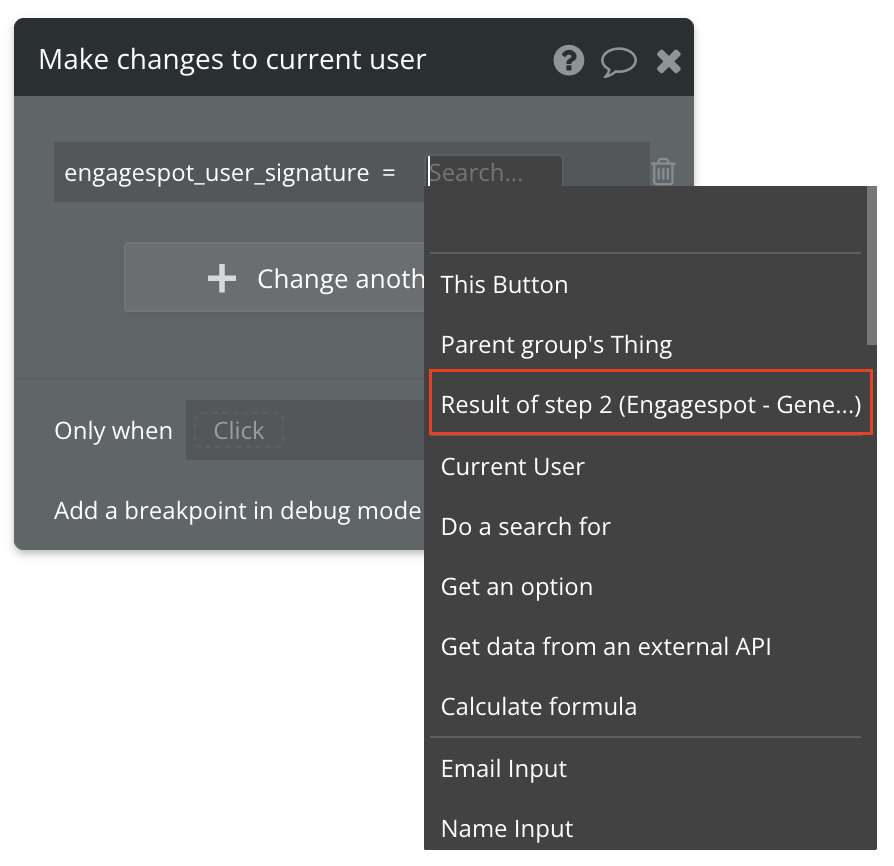 Make changes to current user
engagespot_user_signature =
Search...
Change anoth
Only when
Click
Add a breakpoint in debug mode
This Button
Parent group's Thing
Result of step 2 (Engagespot - Gene...)
Current User
Do a search for
Get an option
Get data from an external API
Calculate formula
Email Input
Name Input